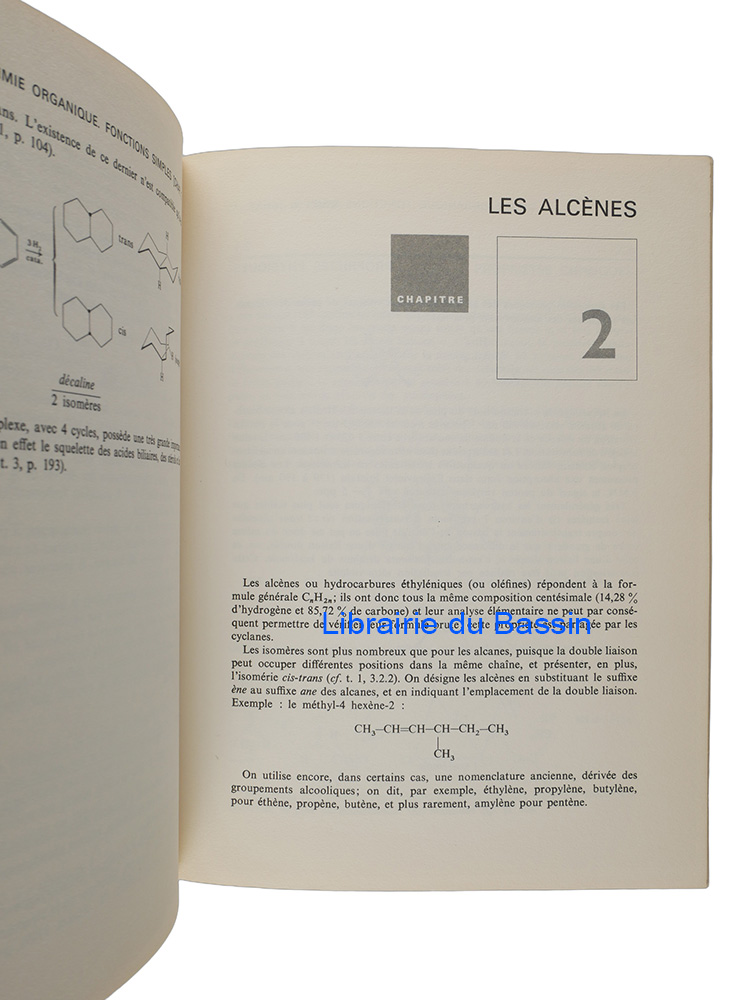 MIE ORGANIQUE. FONCTIONS SIMPLES
ns. L'existence de ce dernier n'est compatible
1, p. 104).
3 H₂
cata.
trans
H
H
cis
H
H
décaline
2 isomères
plexe, avec 4 cycles, possède une très grande
n effet le squelette des acides biliaires, des
t. 3, p. 193).
LES ALCÈNES
CHAPITRE
2
Les alcènes ou hydrocarbures éthyléniques (ou oléfines) répondent à la for-
mule générale CₙH₂ₙ; ils ont donc tous la même composition centésimale (14,28 %
d'hydrogène et 85,72 % de carbone) et leur analyse élémentaire ne peut par consé-
quent permettre de vérifier leur formule brute; cette propriété est partagée par les
Librairie du Bassin
cyclanes.
Les isomères sont plus nombreux que pour les alcanes, puisque la double liaison
peut occuper différentes positions dans la même chaîne, et présenter, en plus,
l'isomérie cis-trans (cf. t. 1, 3.2.2). On désigne les alcènes en substituant le suffixe
ène au suffixe ane des alcanes, et en indiquant l'emplacement de la double liaison.
Exemple : le méthyl-4 hexène-2 :
CH₃–CH=CH–CH–CH₂–CH₃
CH₃
On utilise encore, dans certains cas, une nomenclature ancienne, dérivée des
groupements alcooliques; on dit, par exemple, éthylène, propylène, butylène,
pour éthène, propène, butène, et plus rarement, amylène pour pentène.